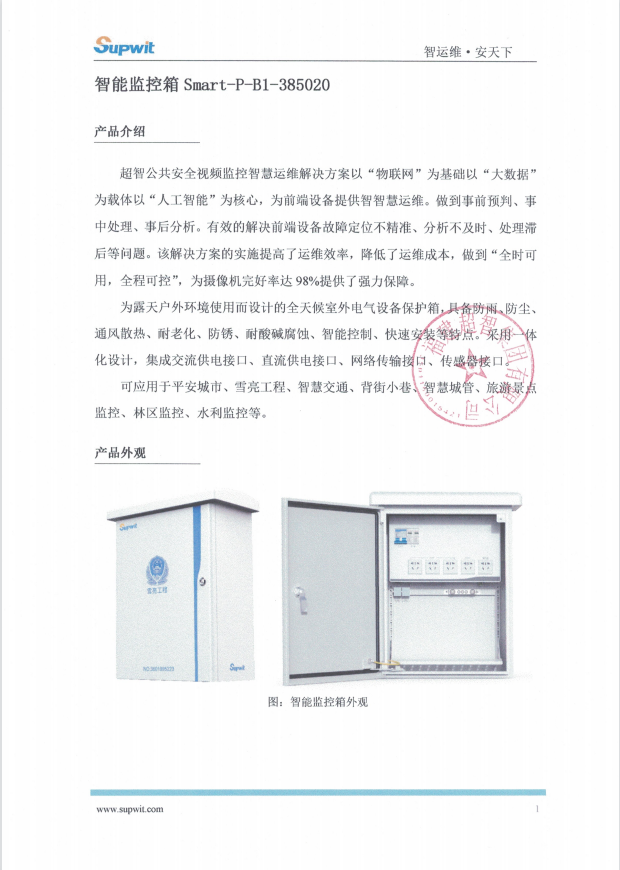 Supwit
智运维·安天下
智能监控箱 Smart-P-B1-385020
产品介绍
超智公共安全视频监控智慧运维解决方案以“物联网”为基础以“大数据”
为载体以“人工智能”为核心，为前端设备提供智智慧运维。做到事前预判、事
中处理、事后分析。有效的解决前端设备故障定位不精准、分析不及时、处理滞
后等问题。该解决方案的实施提高了运维效率，降低了运维成本，做到“全时可
用，全程可控”，为摄像机完好率达 98%提供了强力保障。
为露天户外环境使用而设计的全天候室外电气设备保护箱,具备防雨、防尘、
通风散热、耐老化、防锈、耐酸碱腐蚀、智能控制、快速安装等特点。采用一体
化设计，集成交流供电接口、直流供电接口、网络传输接口、传感器接口。
可应用于平安城市、雪亮工程、智慧交通、背街小巷、智慧城管、旅游景点
监控、林区监控、水利监控等。
福建超智集团有限公司
产品外观
Supwit
雪亮工程
Supwit
图：智能监控箱外观
www.supwit.com
1